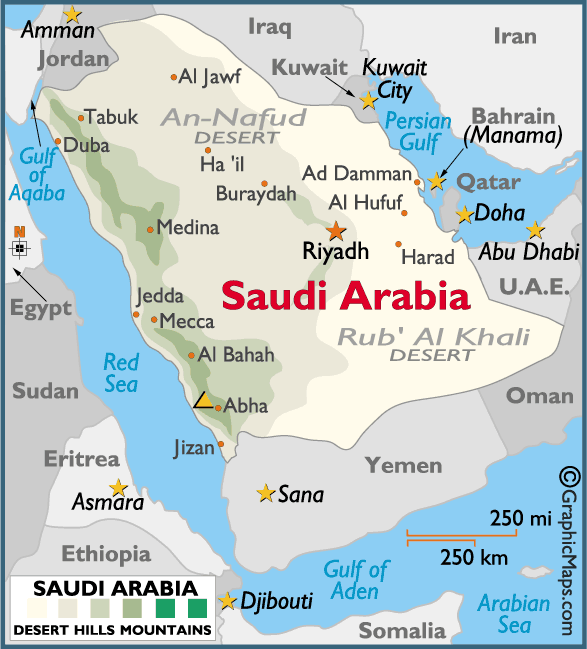 Amman
Iraq
Iran
Jordan
Kuwait
Kuwait
City
Al Jawf
An-Nafud
DESERT
Tabuk
Persian
Gulf
Bahrain
(Manama)
Duba
Gulf
of
Aqaba
Ha 'il
Buraydah
Ad Damman
Qatar
Al Hufuf
Doha
Medina
N
Riyadh
Harad
Abu Dhabi
U.A.E.
Egypt
Jedda
Saudi Arabia
Mecca
Rub' Al Khali
DESERT
Al Bahah
Red
Sea
Sudan
Oman
Abha
Jizan
Eritrea
Yemen
Asmara
Sana
250 mi
250 km
Ethiopia
Gulf of
Aden
SAUDI ARABIA
DESERT HILLS MOUNTAINS
Djibouti
Somalia
Arabian
Sea
©GraphicMaps.com